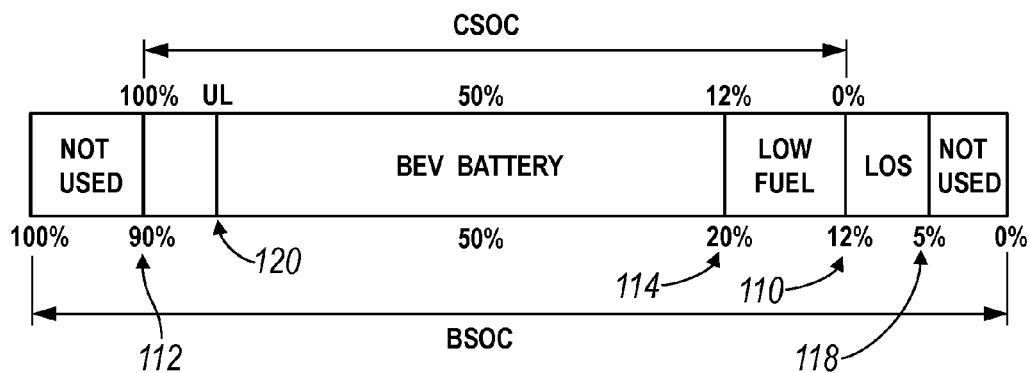 CSOC
100% UL 50% 12% 0%
NOT USED BEV BATTERY LOW FUEL LOS NOT USED
100% 90% 50% 20% 12% 5% 0%
120 114 110
BSOC
112 118